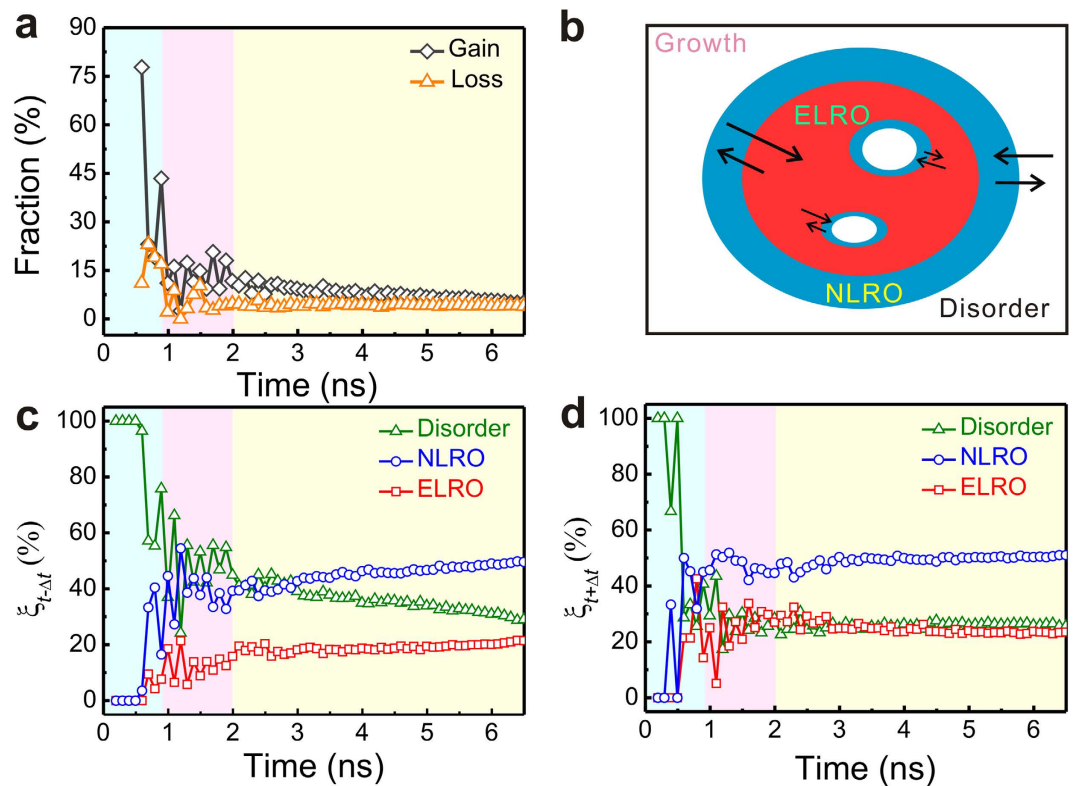 a
90
75
60
45
30
15
0
Fraction (%)
Gain
Loss
0 1 2 3 4 5 6
Time (ns)
b
Growth
ELRO
NLRO
Disorder
c
100
80
60
40
20
0
ξt-Δt (%)
Disorder
NLRO
ELRO
0 1 2 3 4 5 6
Time (ns)
d
100
80
60
40
20
0
ξt+Δt (%)
Disorder
NLRO
ELRO
0 1 2 3 4 5 6
Time (ns)